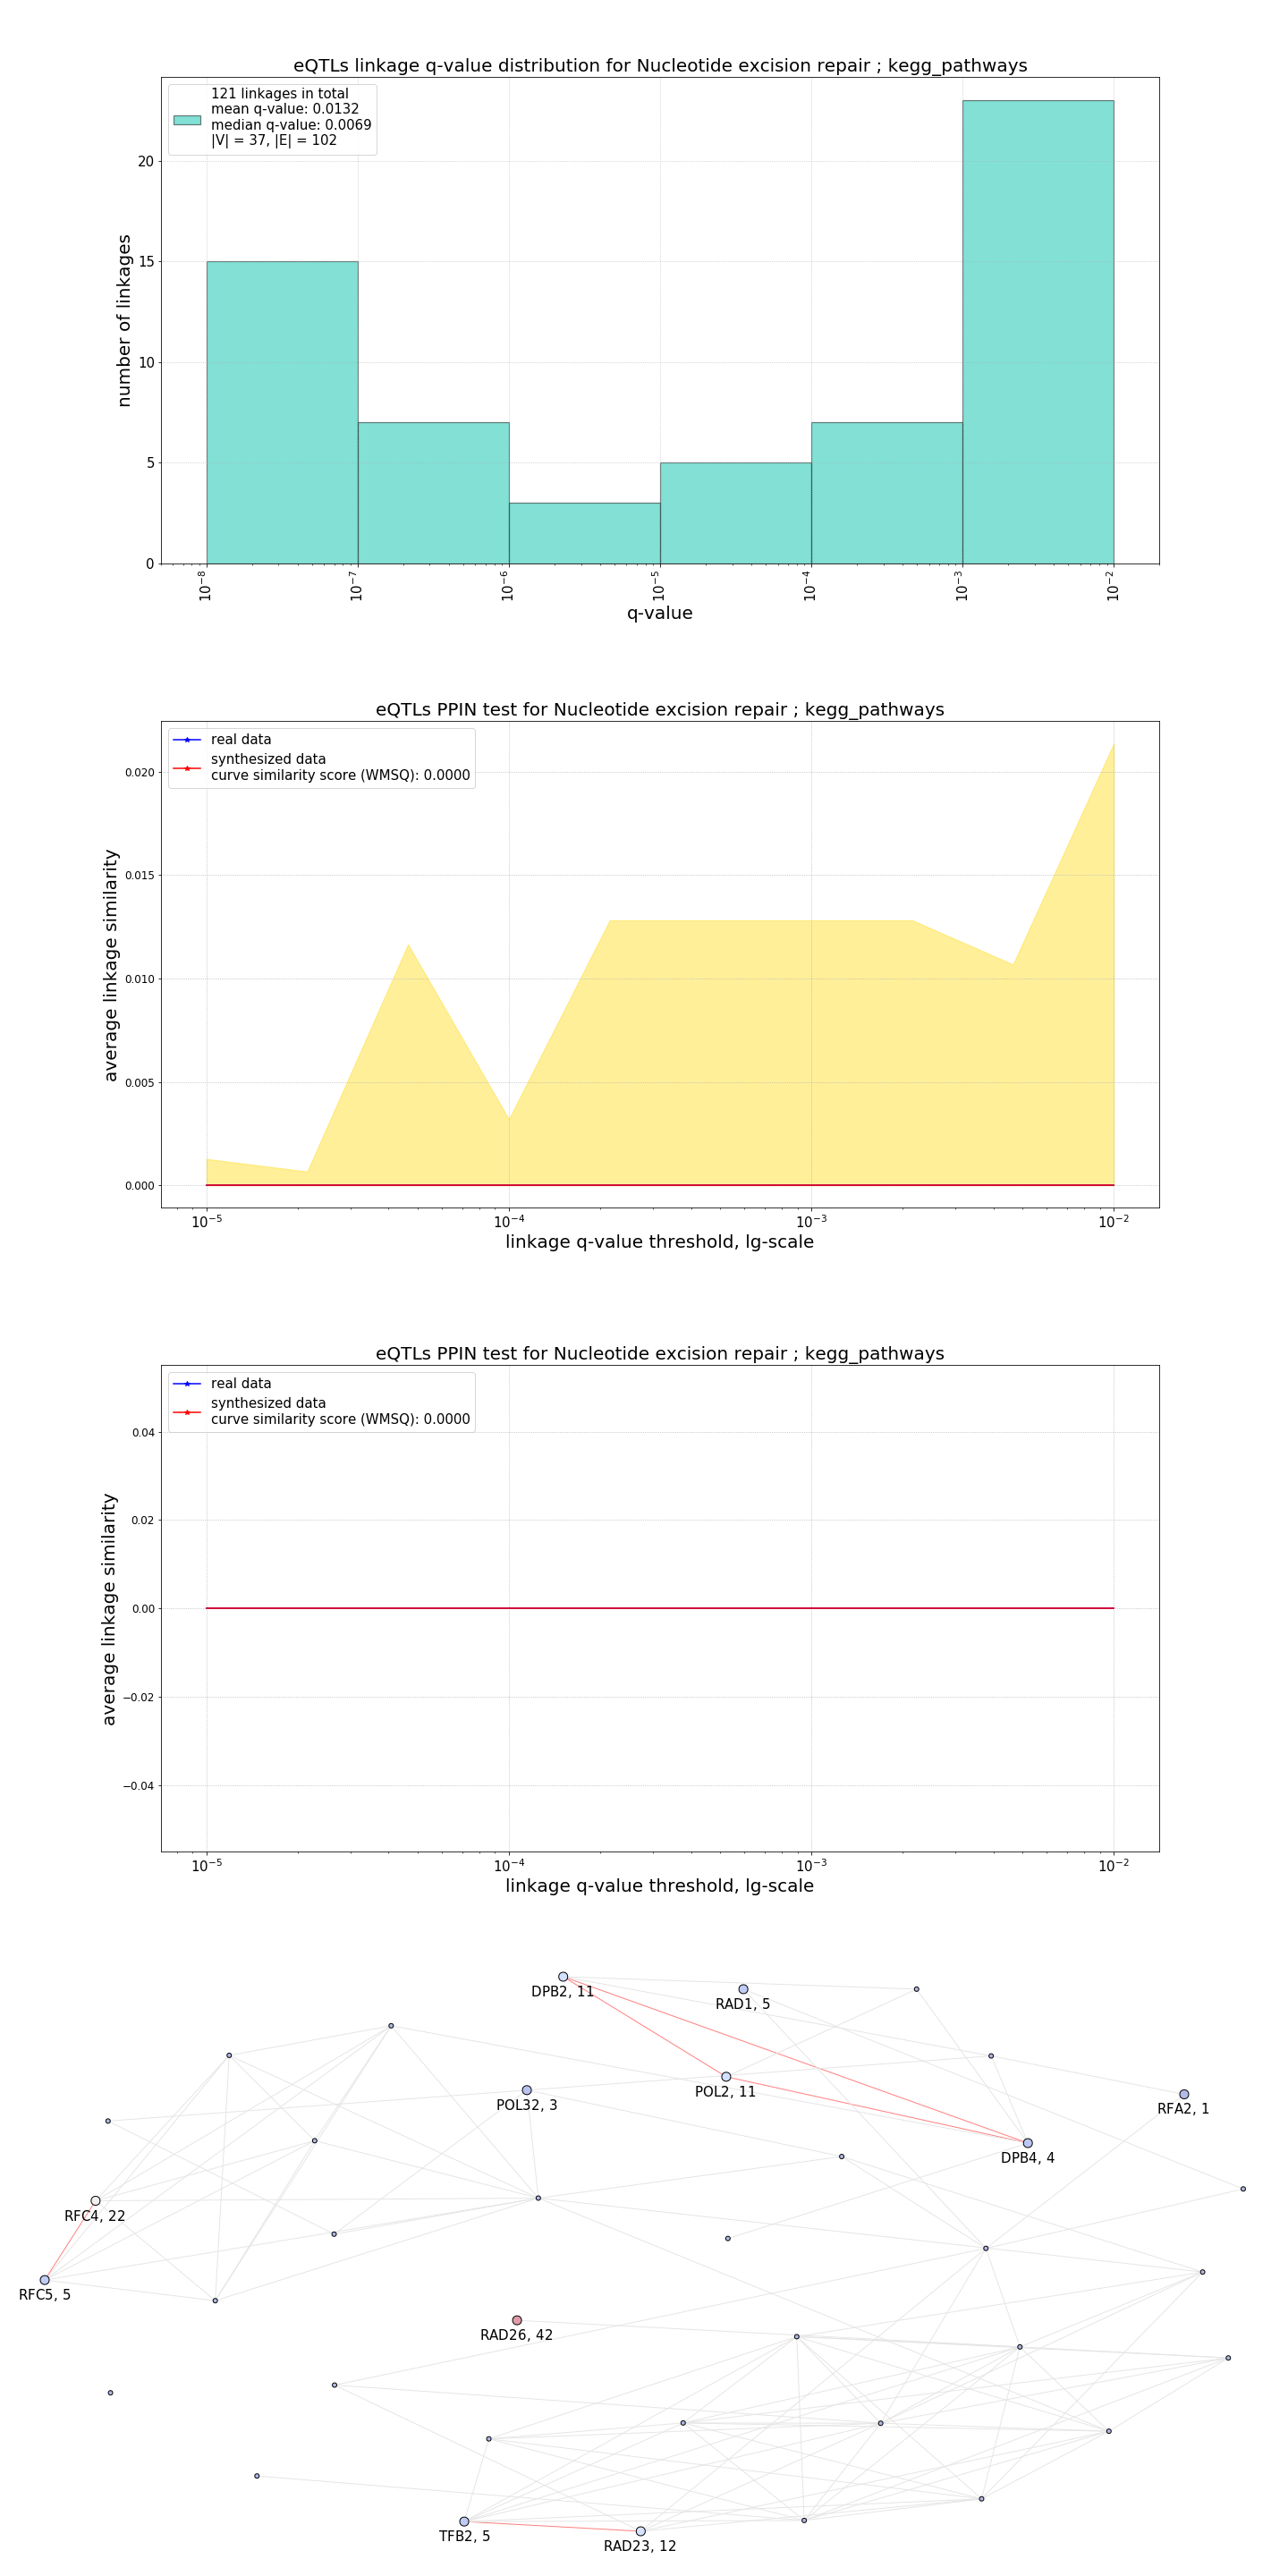 eQTLs linkage q-value distribution for Nucleotide excision repair ; kegg_pathways
121 linkages in total
mean q-value: 0.0132
median q-value: 0.0069
|V| = 37, |E| = 102
number of linkages
20
15
10
5
0
10⁻⁸ 10⁻⁷ 10⁻⁶ 10⁻⁵ 10⁻⁴ 10⁻³ 10⁻²
q-value
eQTLs PPIN test for Nucleotide excision repair ; kegg_pathways
real data
synthesized data
curve similarity score (WMSQ): 0.0000
average linkage similarity
0.020
0.015
0.010
0.005
0.000
10⁻⁵ 10⁻⁴ 10⁻³ 10⁻²
linkage q-value threshold, lg-scale
eQTLs PPIN test for Nucleotide excision repair ; kegg_pathways
real data
synthesized data
curve similarity score (WMSQ): 0.0000
average linkage similarity
0.04
0.02
0.00
−0.02
−0.04
10⁻⁵ 10⁻⁴ 10⁻³ 10⁻²
linkage q-value threshold, lg-scale
DPB2, 11
RAD1, 5
POL2, 11
POL32, 3
RFA2, 1
DPB4, 4
RFC4, 22
RFC5, 5
RAD26, 42
TFB2, 5
RAD23, 12